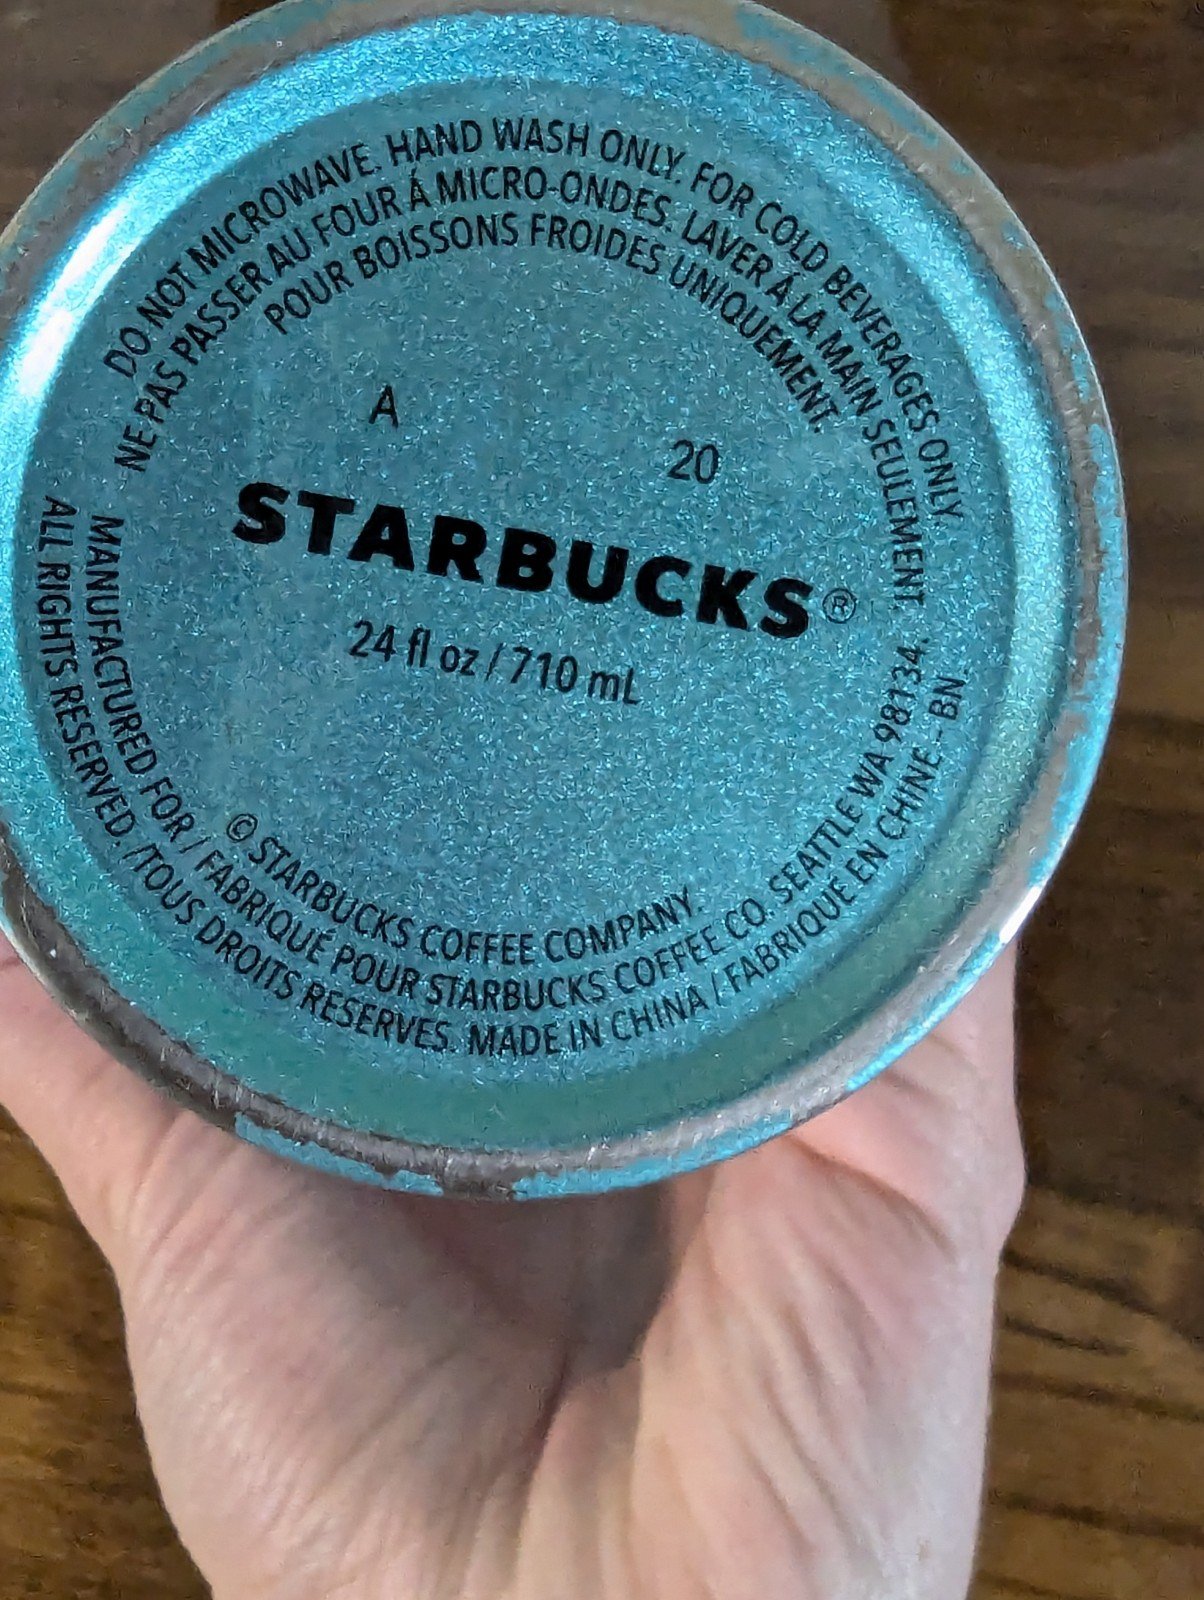 DO NOT MICROWAVE. HAND WASH ONLY. FOR COLD BEVERAGES ONLY.
NE PAS PASSER AU FOUR Á MICRO-ONDES. LAVER Á LA MAIN SEULEMENT.
POUR BOISSONS FROIDES UNIQUEMENT.
A
20
STARBUCKS®
24 fl oz / 710 mL
© STARBUCKS COFFEE COMPANY.
MANUFACTURED FOR / FABRIQUÉ POUR STARBUCKS COFFEE CO. SEATTLE WA 98134.
ALL RIGHTS RESERVED. /TOUS DROITS RESERVES. MADE IN CHINA / FABRIQUE EN CHINE. - BN